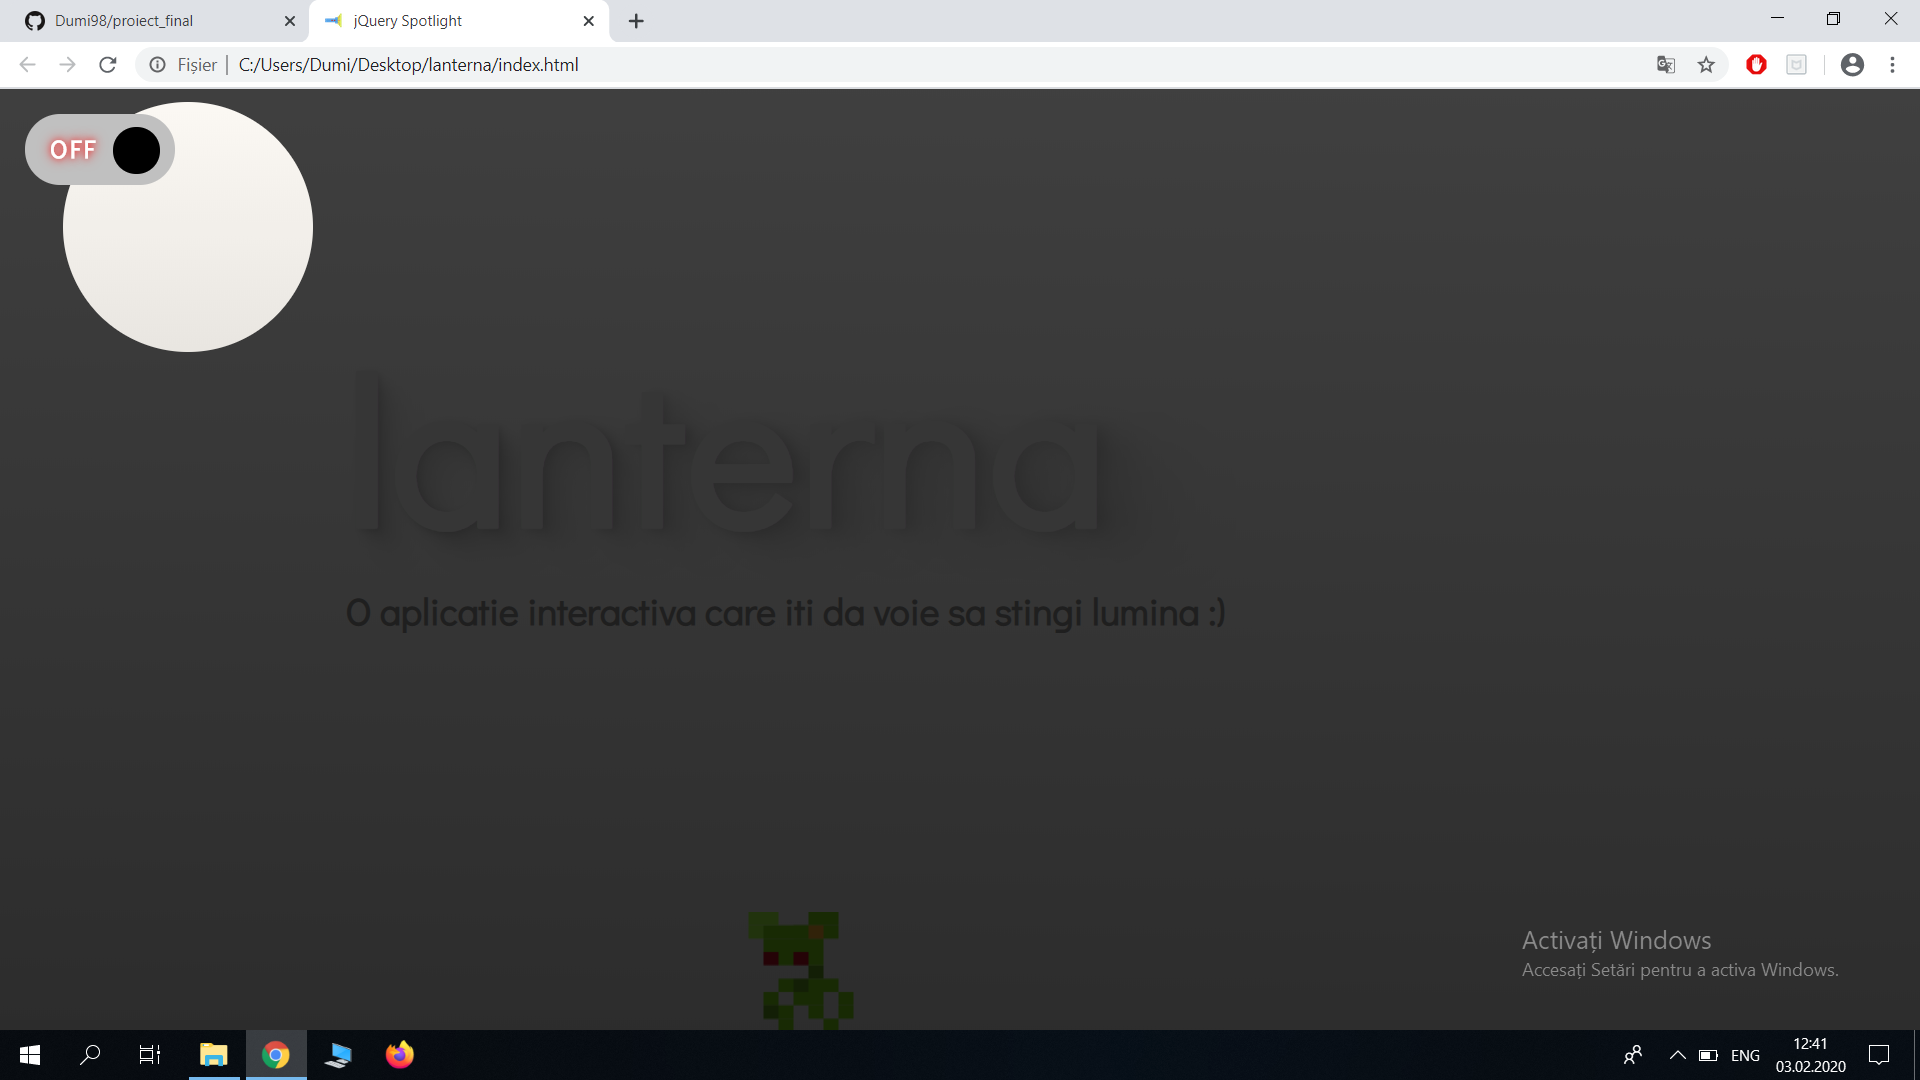 Dumi98/proiect_final
jQuery Spotlight
Fișier
C:/Users/Dumi/Desktop/lanterna/index.html
OFF
lanterna
O aplicatie interactiva care iti da voie sa stingi lumina :)
Activați Windows
Accesați Setări pentru a activa Windows.
ENG
12:41
03.02.2020